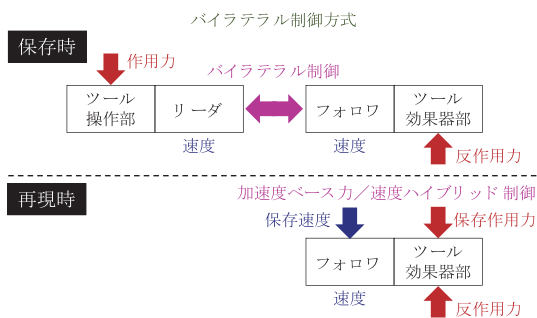 バイラテラル制御方式
保存時
作用力
バイラテラル制御
ツール
操作部
リーダ
フォロワ
ツール
効果器部
速度
速度
反作用力
再現時
加速度ベース力／速度ハイブリッド 制御
保存速度
保存作用力
フォロワ
ツール
効果器部
速度
反作用力